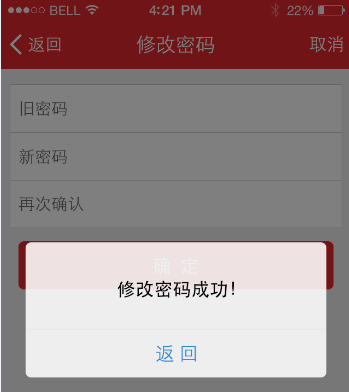 BELL 4:21 PM 22%
返回 修改密码 取消
旧密码
新密码
再次确认
确 定
修改密码成功！
返 回